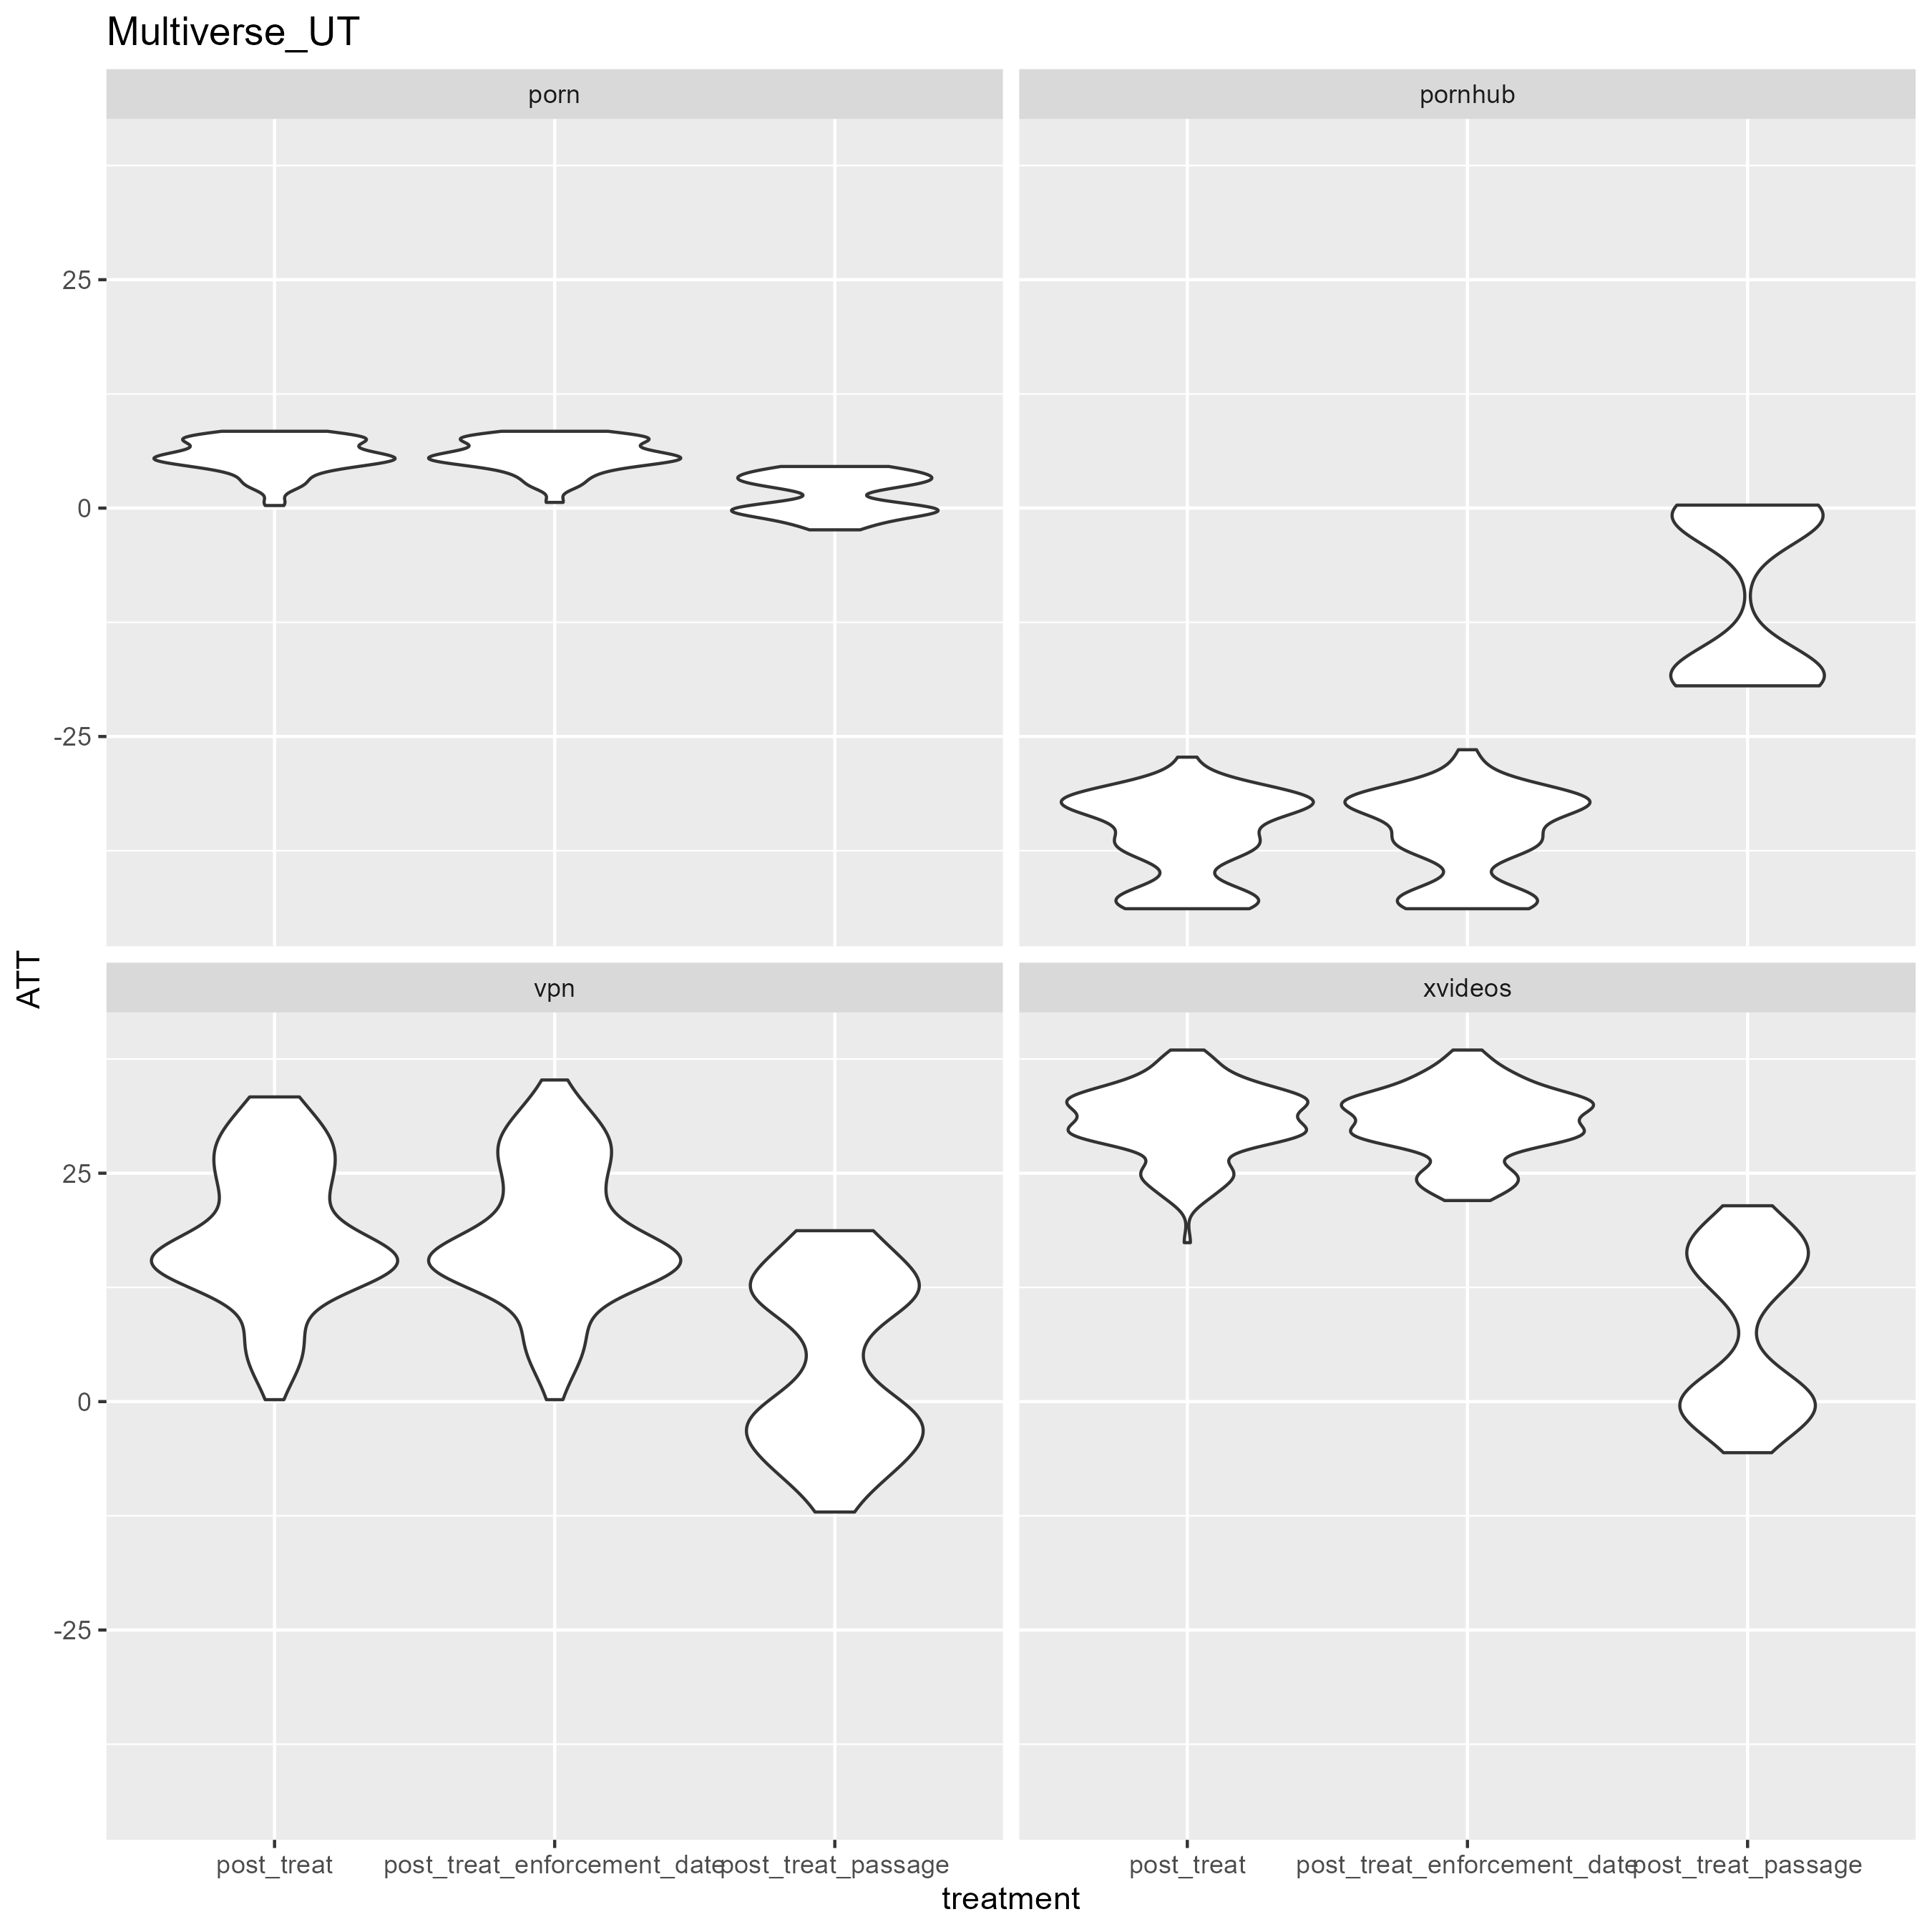 Multiverse_UT
porn
pornhub
25
0
-25
ATT
vpn
xvideos
25
0
-25
post_treat post_treat_enforcement_date post_treat_passage
post_treat post_treat_enforcement_date post_treat_passage
treatment